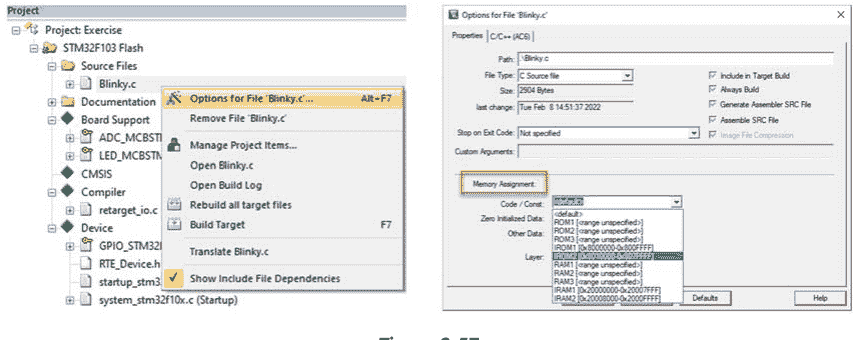 Project
Project: Exercise
STM32F103 Flash
Source Files
Blinky.c
Documentation
Board Support
ADC_MCBSTM
LED_MCBSTM
CMSIS
Compiler
retarget_io.c
Device
GPIO_STM32
RTE_Device.h
startup_stm3
system_stm32f10x.c (Startup)
Options for File 'Blinky.c'... Alt-F7
Remove File 'Blinky.c'
Manage Project Items...
Open Blinky.c
Open Build Log
Rebuild all target files
Build Target F7
Translate Blinky.c
Show Include File Dependencies
Options for File 'Blinky.c'
Properties C/C++ (AC6)
Path: .\Blinky.c
File Type: C Source file
Size: 2904 Bytes
last change: Tue Feb 8 14:51:37 2022
Include in Target Build
Always Build
Generate Assembler SRC File
Assemble SRC File
Image File Compression
Stop on Exit Code: Not specified
Custom Arguments:
Memory Assignment:
Code / Const: <default>
Zero Initialized Data:
Other Data:
Layer:
<default>
ROM1 [<range unspecified>]
ROM2 [<range unspecified>]
ROM3 [<range unspecified>]
IROM1 [0x8000000-0x800FFFF]
RAM1 [<range unspecified>]
RAM2 [<range unspecified>]
RAM3 [<range unspecified>]
IRAM1 [0x20000000-0x20007FFF]
IRAM2 [0x20008000-0x2000FFFF]
Defaults
Help